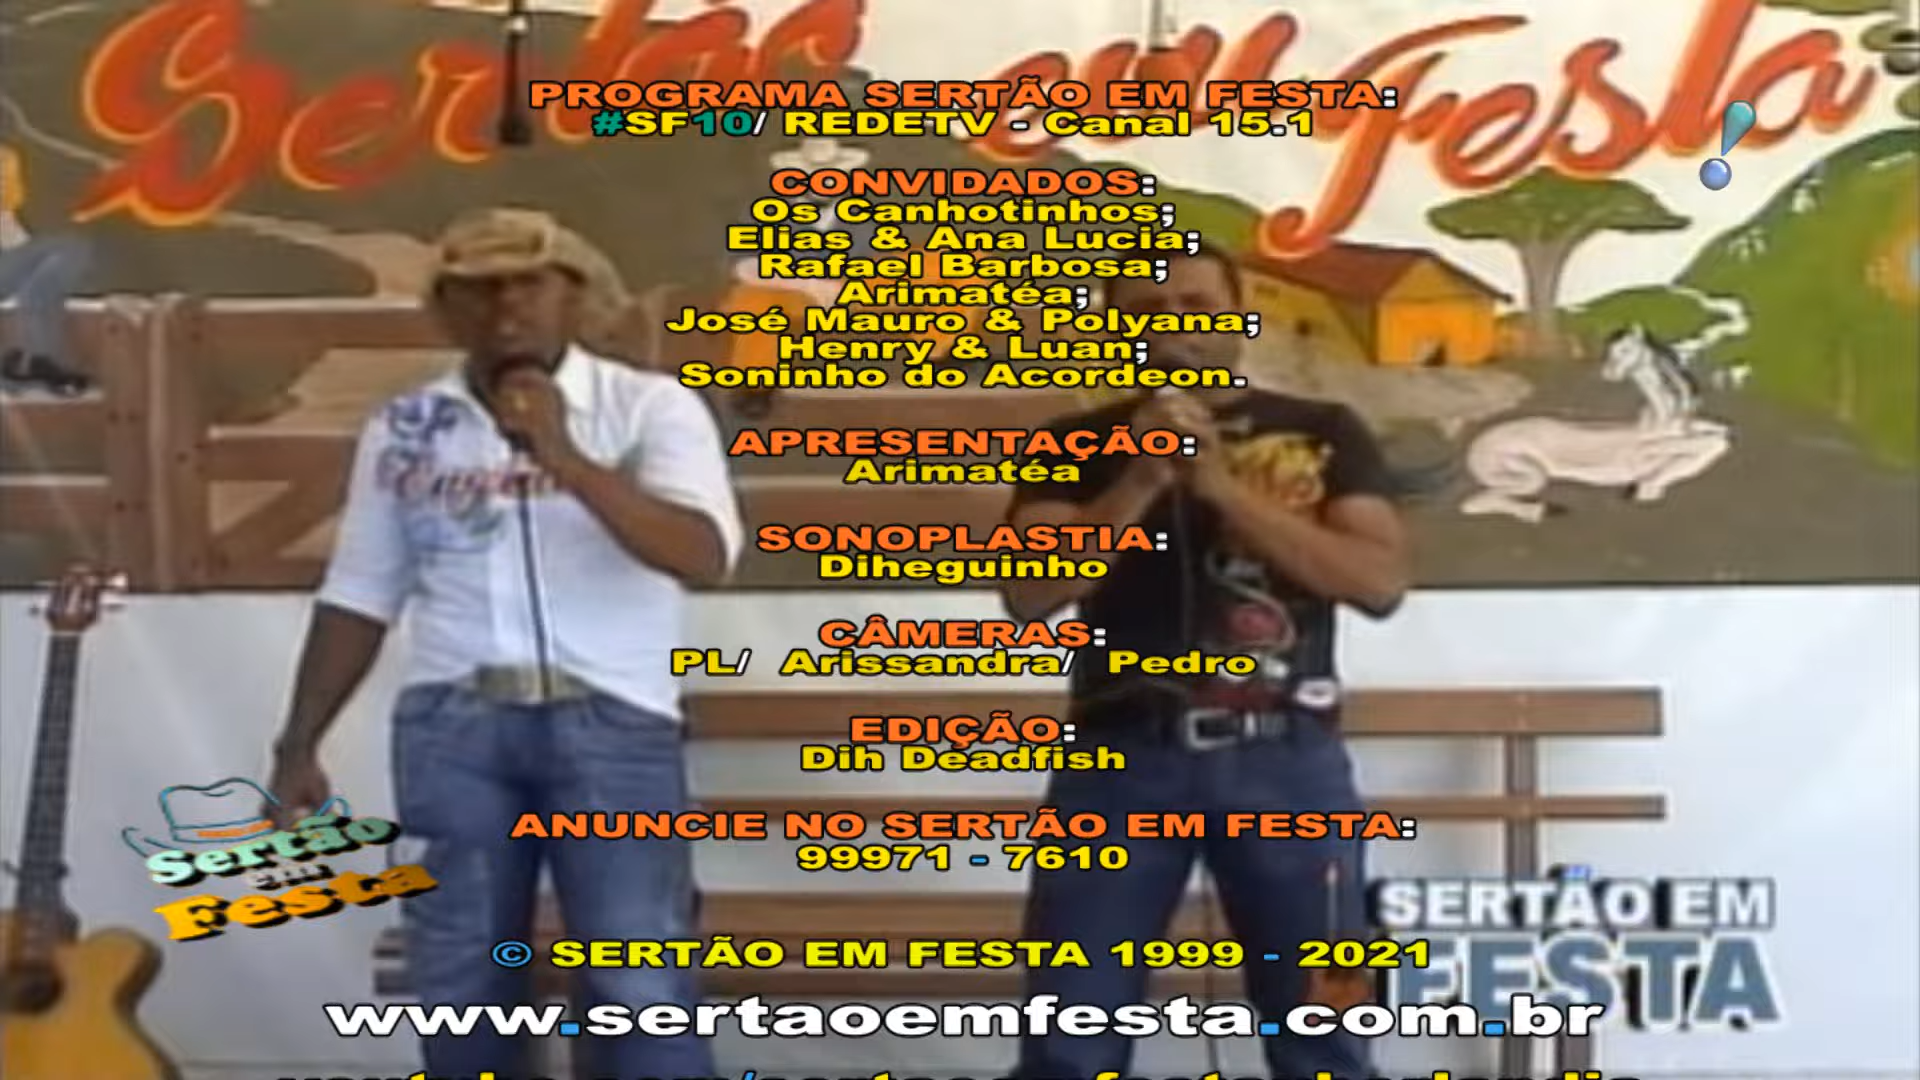 Sertão em Festa
PROGRAMA SERTÃO EM FESTA:
#SF10/ REDETV - Canal 15.1
CONVIDADOS:
Os Canhotinhos;
Elias & Ana Lucia;
Rafael Barbosa;
Arimatéa;
José Mauro & Polyana;
Henry & Luan;
Soninho do Acordeon.
APRESENTAÇÃO:
Arimatéa
SONOPLASTIA:
Diheguinho
CÂMERAS:
PL/ Arissandra/ Pedro
EDIÇÃO:
Dih Deadfish
ANUNCIE NO SERTÃO EM FESTA:
99971 - 7610
Sertão
em
Festa
SERTÃO EM
FESTA
© SERTÃO EM FESTA 1999 - 2021
www.sertaoemfesta.com.br